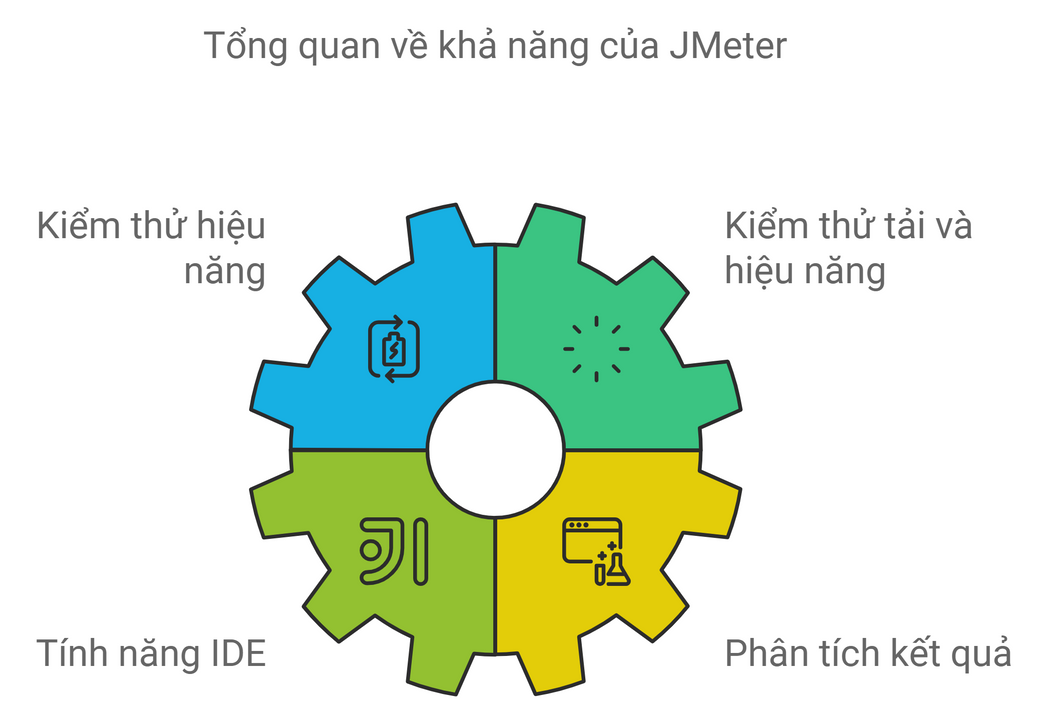 Tổng quan về khả năng của JMeter
Kiểm thử hiệu
năng
Kiểm thử tải và
hiệu năng
Tính năng IDE
Phân tích kết quả